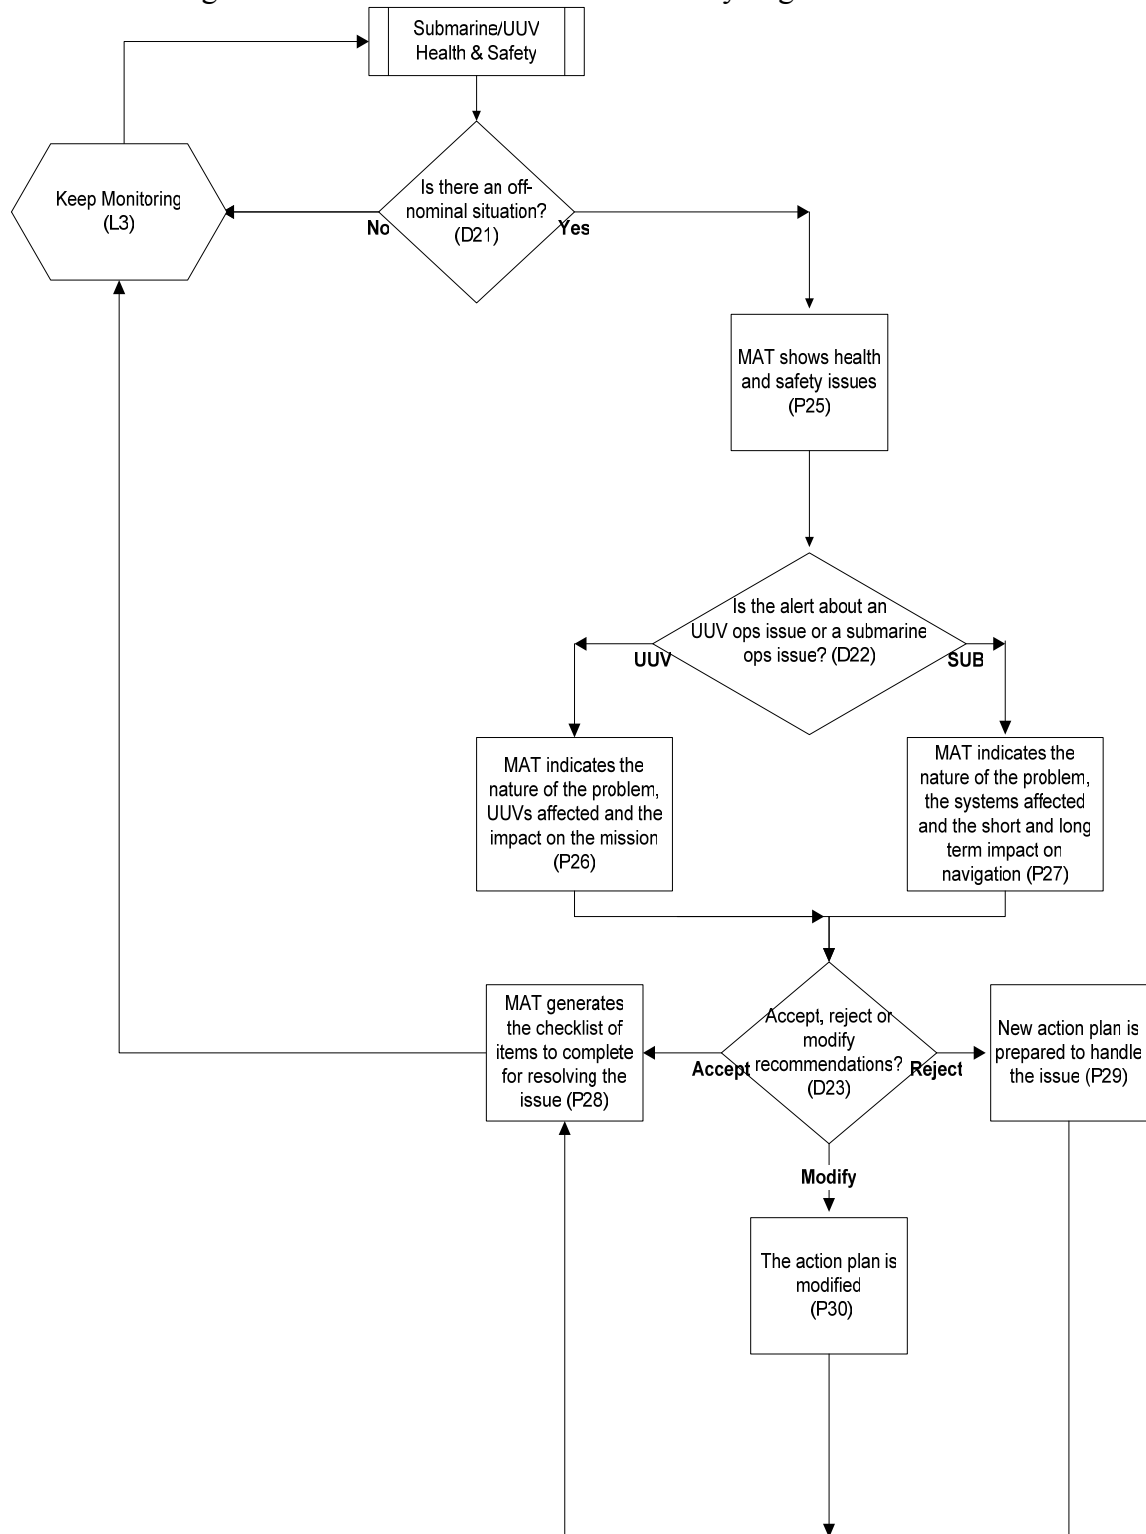 Submarine/UUV
Health & Safety
Keep Monitoring
(L3)
Is there an off-
nominal situation?
(D21)
No
Yes
MAT shows health
and safety issues
(P25)
Is the alert about an
UUV ops issue or a submarine
ops issue? (D22)
UUV
SUB
MAT indicates the
nature of the problem,
UUVs affected and the
impact on the mission
(P26)
MAT indicates the
nature of the problem,
the systems affected
and the short and long
term impact on
navigation (P27)
MAT generates
the checklist of
items to complete
for resolving the
issue (P28)
Accept, reject or
modify
recommendations?
(D23)
Accept
Reject
New action plan is
prepared to handle
the issue (P29)
Modify
The action plan is
modified
(P30)